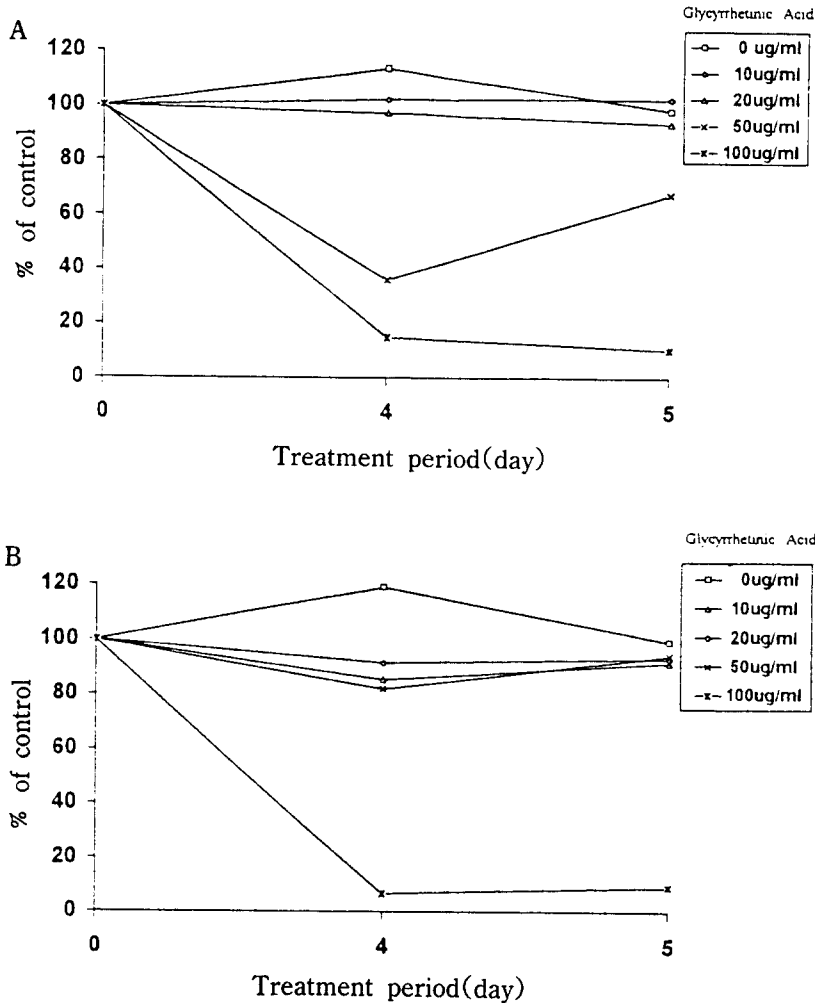 Glycyrrhetinic Acid
A
0 ug/ml
10ug/ml
20ug/ml
50ug/ml
100ug/ml
120
100
80
60
40
20
0
% of control
0
4
5
Treatment period(day)
Glycyrrhetinic Acid
B
0ug/ml
10ug/ml
20ug/ml
50ug/ml
100ug/ml
120
100
80
60
40
20
0
% of control
0
4
5
Treatment period(day)